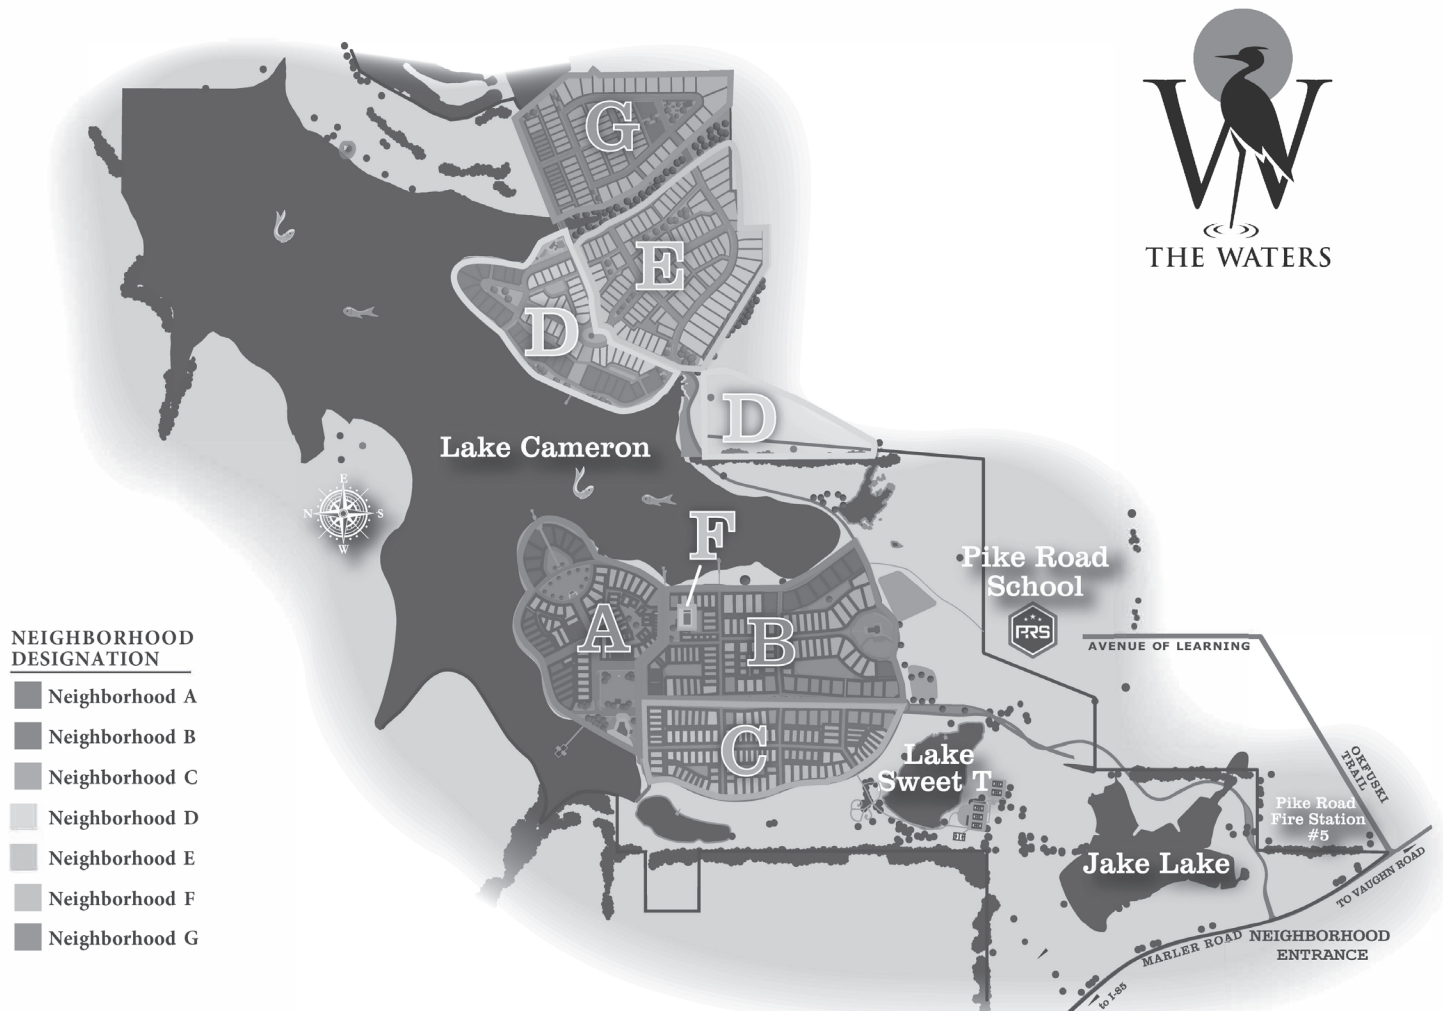 W
THE WATERS
G
E
D
D
Lake Cameron
F
E
N
S
W
Pike Road
School
PRS
AVENUE OF LEARNING
A
B
C
NEIGHBORHOOD
DESIGNATION
Neighborhood A
Neighborhood B
Neighborhood C
Neighborhood D
Neighborhood E
Neighborhood F
Neighborhood G
Lake
Sweet T
OKFUSKI
TRAIL
Pike Road
Fire Station
#5
Jake Lake
TO VAUGHN ROAD
MARLER ROAD
NEIGHBORHOOD
ENTRANCE
to I-85